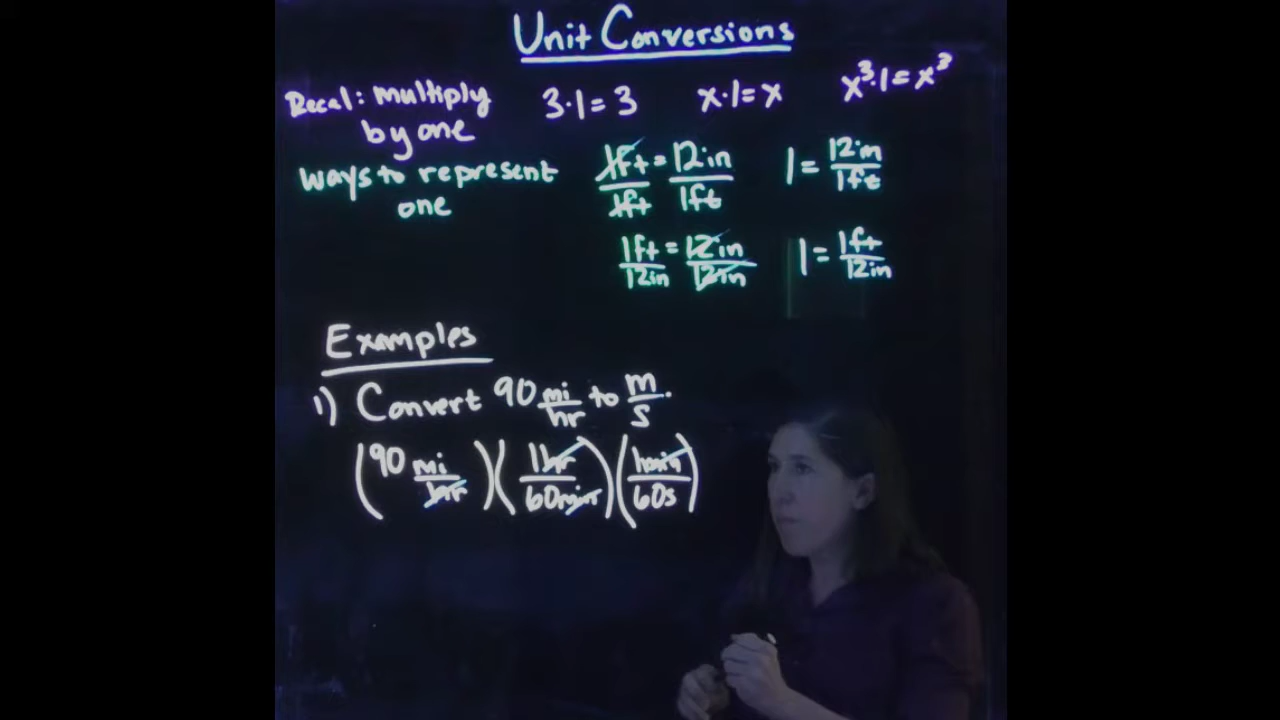 Unit Conversions
Recal: multiply by one 3·1=3 x·1=x x³·1=x³
ways to represent one
1ft/1ft = 12in/1ft 1 = 12in/1ft
1ft/12in = 12in/12in 1 = 1ft/12in
Examples
1) Convert 90 mi/hr to m/s.
(90 mi/hr)(1hr/60min)(1min/60s)